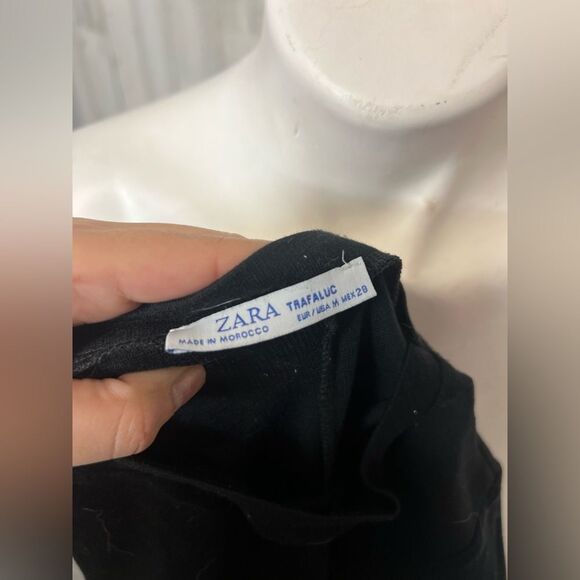 ZARA TRAFALUC
MADE IN MOROCCO EUR / USA M MEX 28